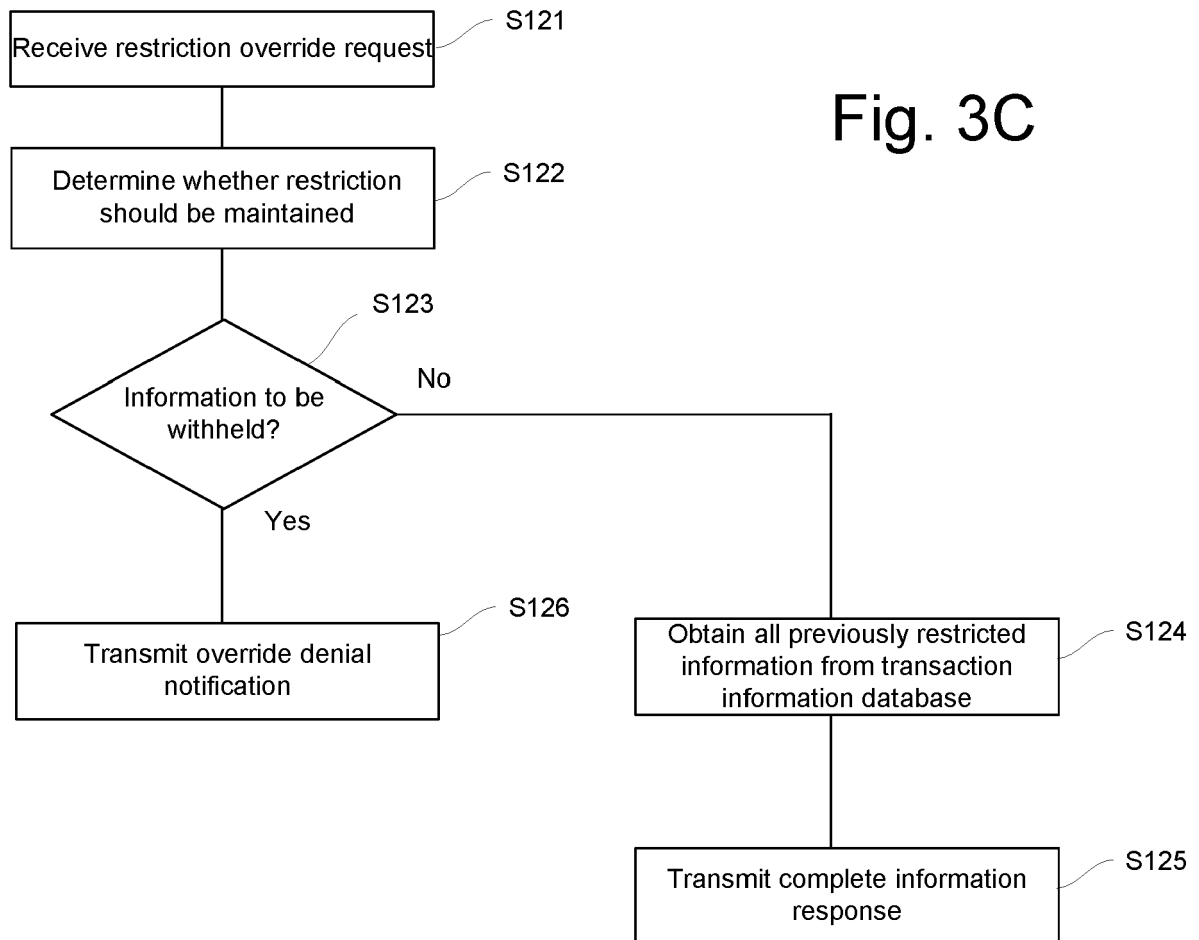 S121
Receive restriction override request
Fig. 3C
S122
Determine whether restriction
should be maintained
S123
No
Information to be
withheld?
Yes
S126
Transmit override denial
notification
S124
Obtain all previously restricted
information from transaction
information database
S125
Transmit complete information
response